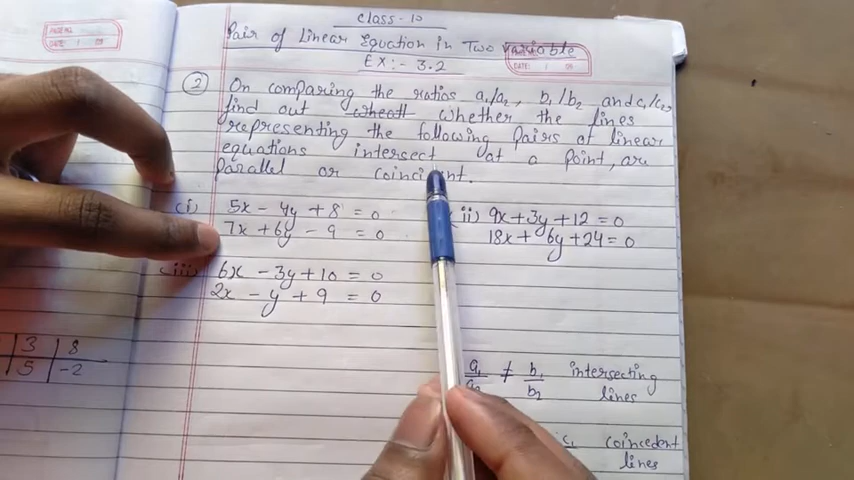 Class - 10
Pair of Linear Equation in Two variable
EX :- 3.2
② On comparing the ratios a₁/a₂, b₁/b₂ and c₁/c₂,
find out wheatt whether the lines
representing the following pairs of linear
equations intersect at a point, are
parallel or coincident.
(i) 5x - 4y + 8 = 0
7x + 6y - 9 = 0
(ii) 9x + 3y + 12 = 0
18x + 6y + 24 = 0
(iii) 6x - 3y + 10 = 0
2x - y + 9 = 0
3 | 8
5 | -2
a₁/a₂ ≠ b₁/b₂ intersecting
lines
c₁ coincedent
lines